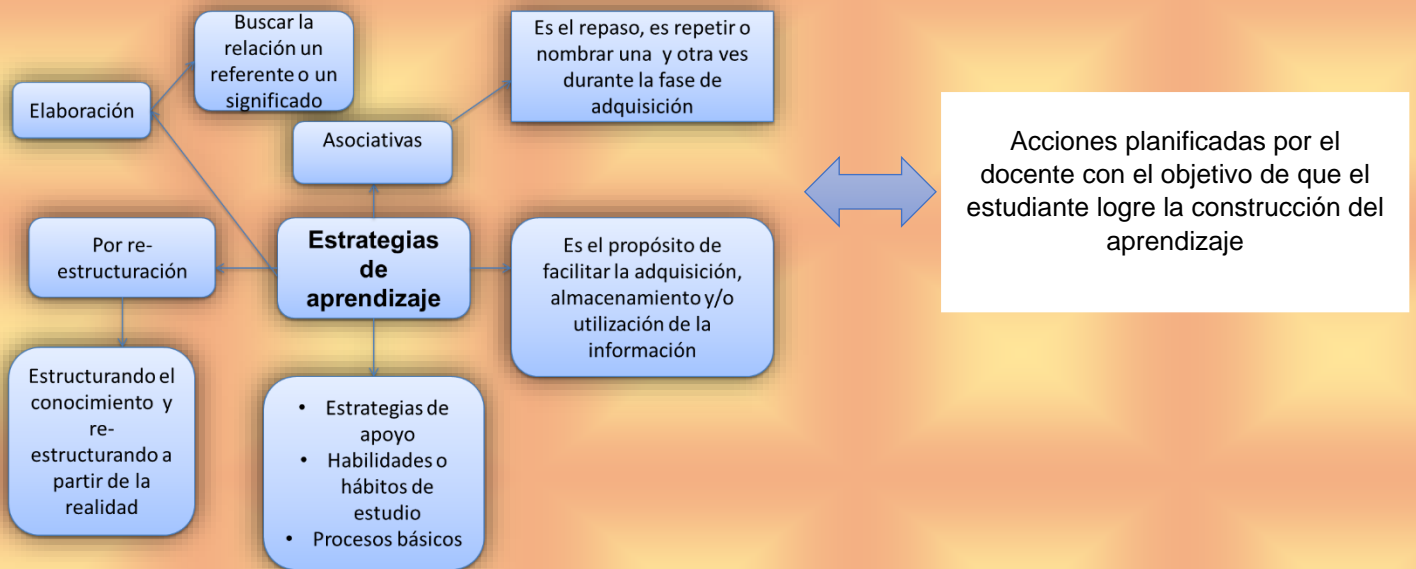 Buscar la
relación un
referente o un
significado
Es el repaso, es repetir o
nombrar una y otra ves
durante la fase de
adquisición
Elaboración
Asociativas
Acciones planificadas por el
docente con el objetivo de que el
estudiante logre la construcción del
aprendizaje
Por re-
estructuración
Estrategias
de
aprendizaje
Es el propósito de
facilitar la adquisición,
almacenamiento y/o
utilización de la
información
Estructurando el
conocimiento y
re-
estructurando a
partir de la
realidad
• Estrategias de
apoyo
• Habilidades o
hábitos de
estudio
• Procesos básicos